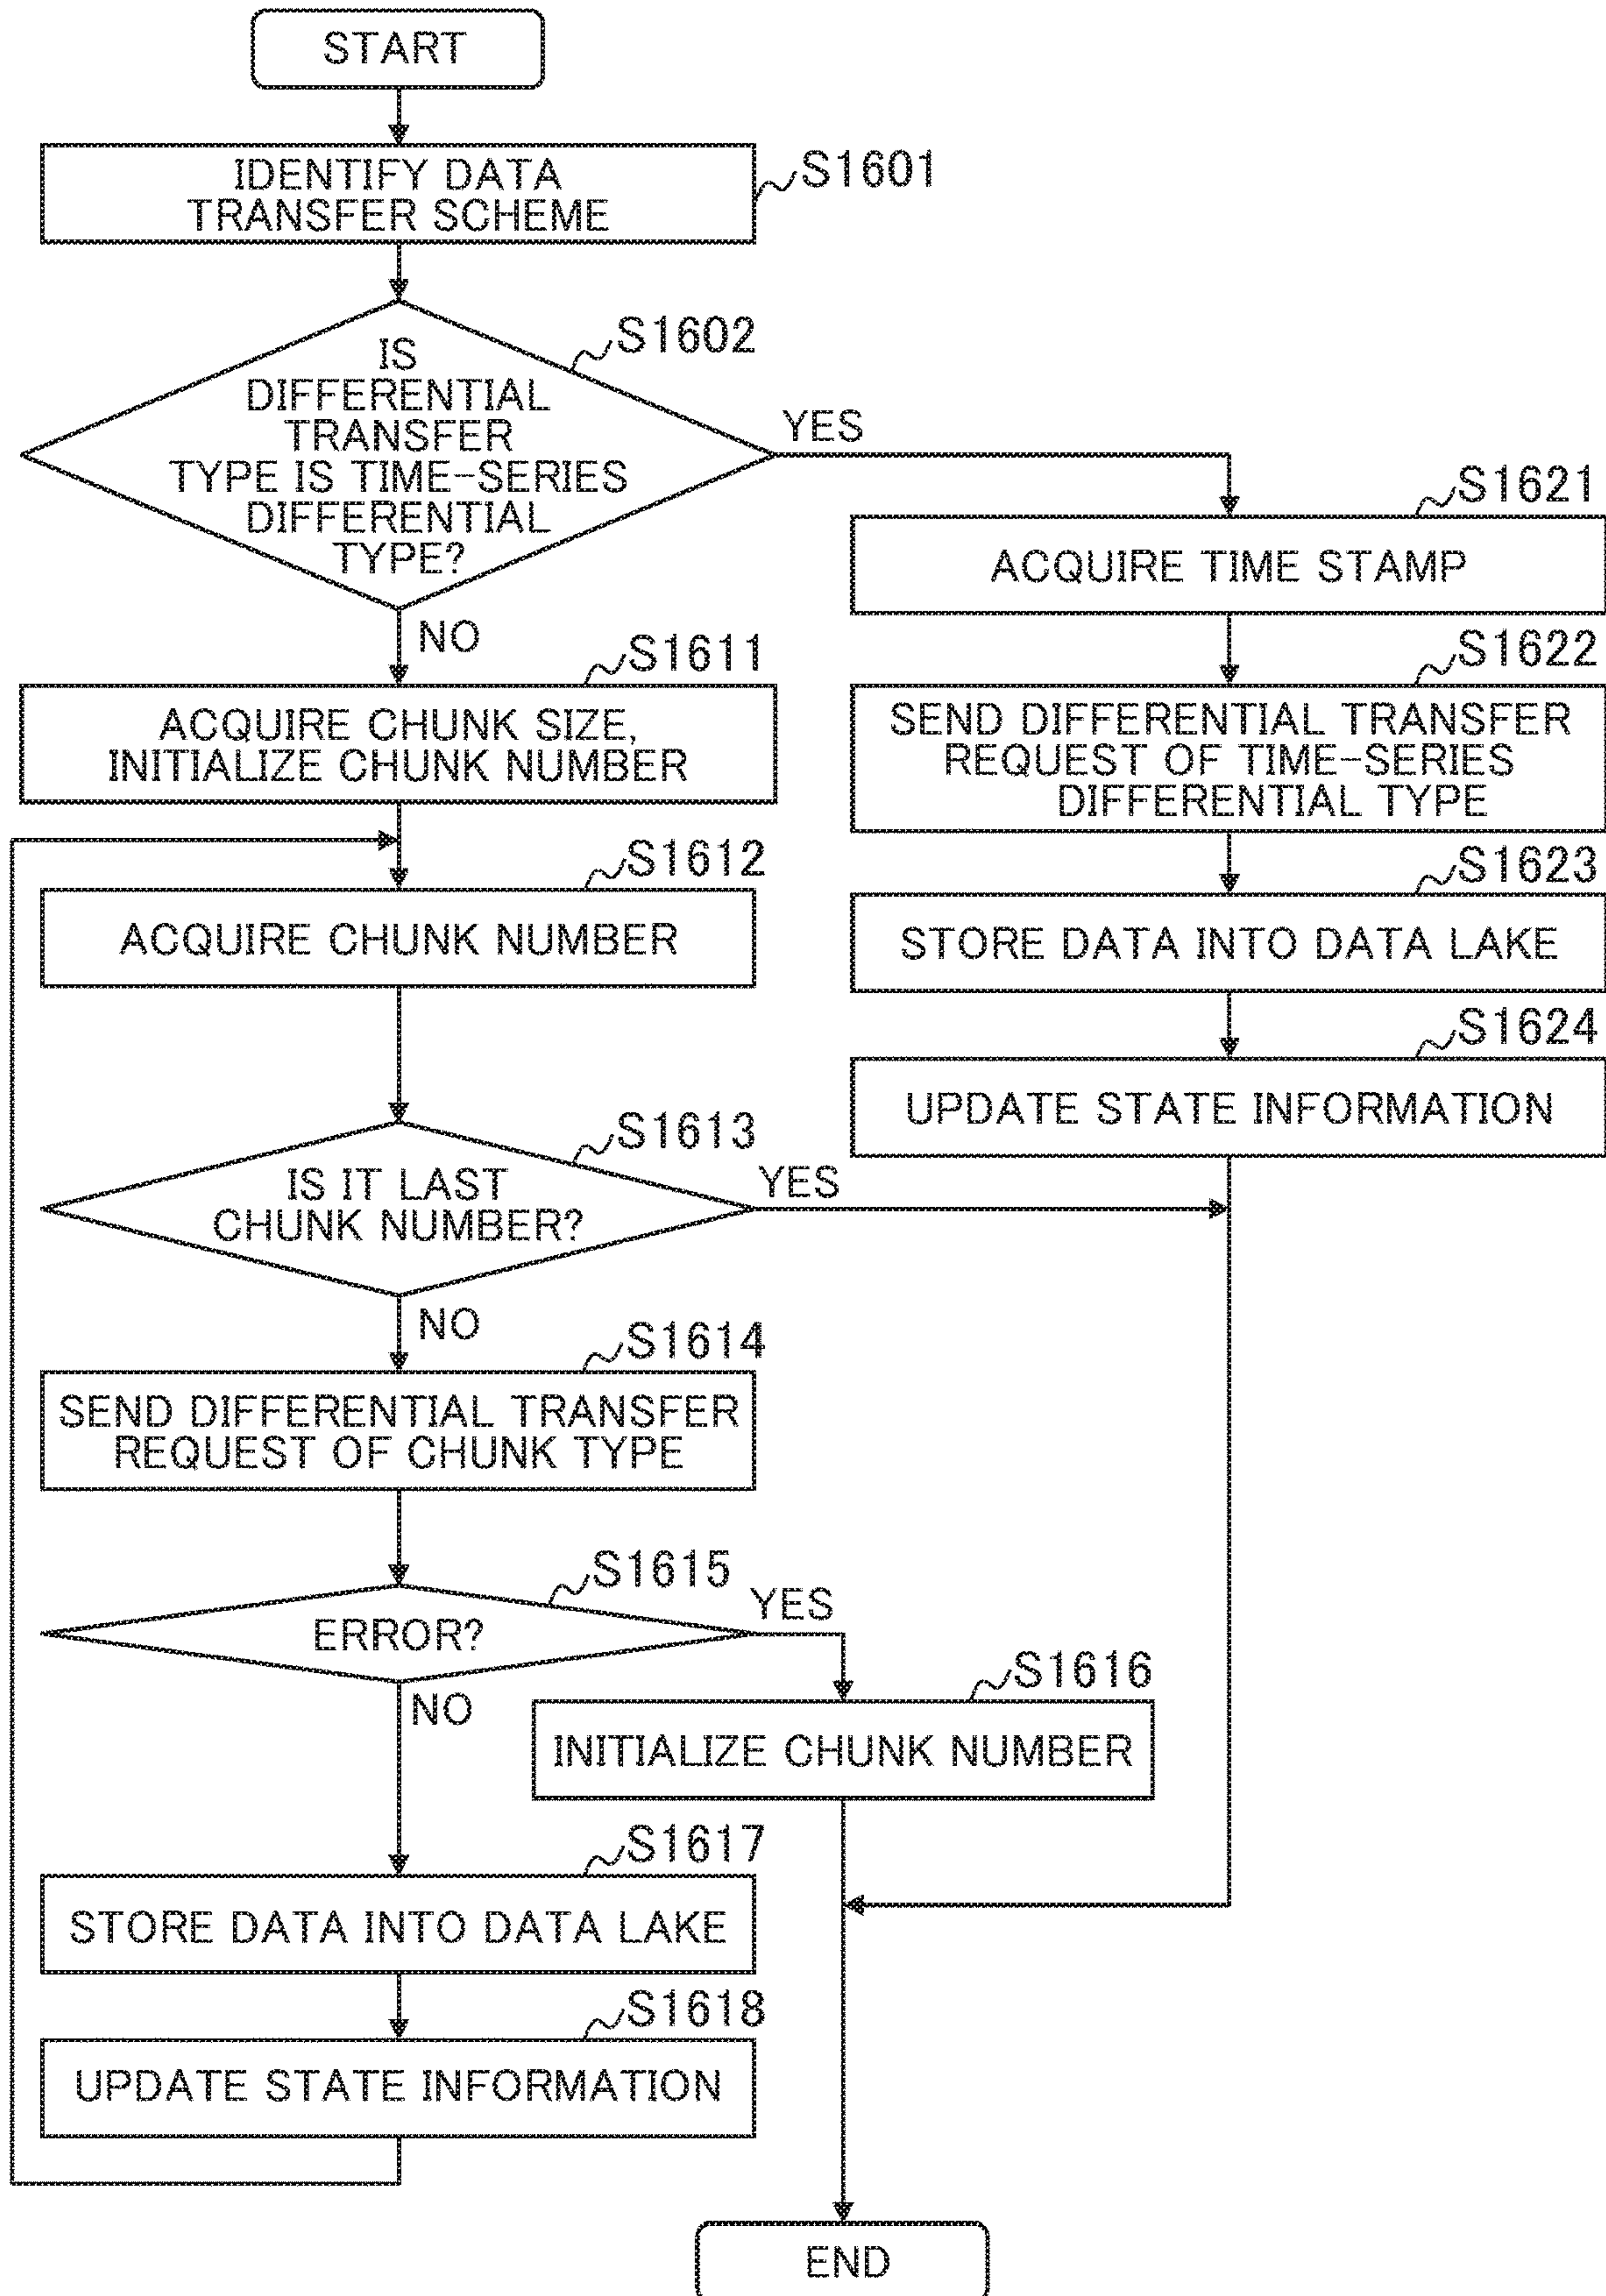 START
IDENTIFY DATA
TRANSFER SCHEME
S1601
IS
DIFFERENTIAL
TRANSFER
TYPE IS TIME-SERIES
DIFFERENTIAL
TYPE?
S1602
YES
NO
S1611
ACQUIRE CHUNK SIZE,
INITIALIZE CHUNK NUMBER
S1612
ACQUIRE CHUNK NUMBER
S1613
IS IT LAST
CHUNK NUMBER?
YES
NO
S1614
SEND DIFFERENTIAL TRANSFER
REQUEST OF CHUNK TYPE
S1615
ERROR?
YES
NO
S1616
INITIALIZE CHUNK NUMBER
S1617
STORE DATA INTO DATA LAKE
S1618
UPDATE STATE INFORMATION
S1621
ACQUIRE TIME STAMP
S1622
SEND DIFFERENTIAL TRANSFER
REQUEST OF TIME-SERIES
DIFFERENTIAL TYPE
S1623
STORE DATA INTO DATA LAKE
S1624
UPDATE STATE INFORMATION
END